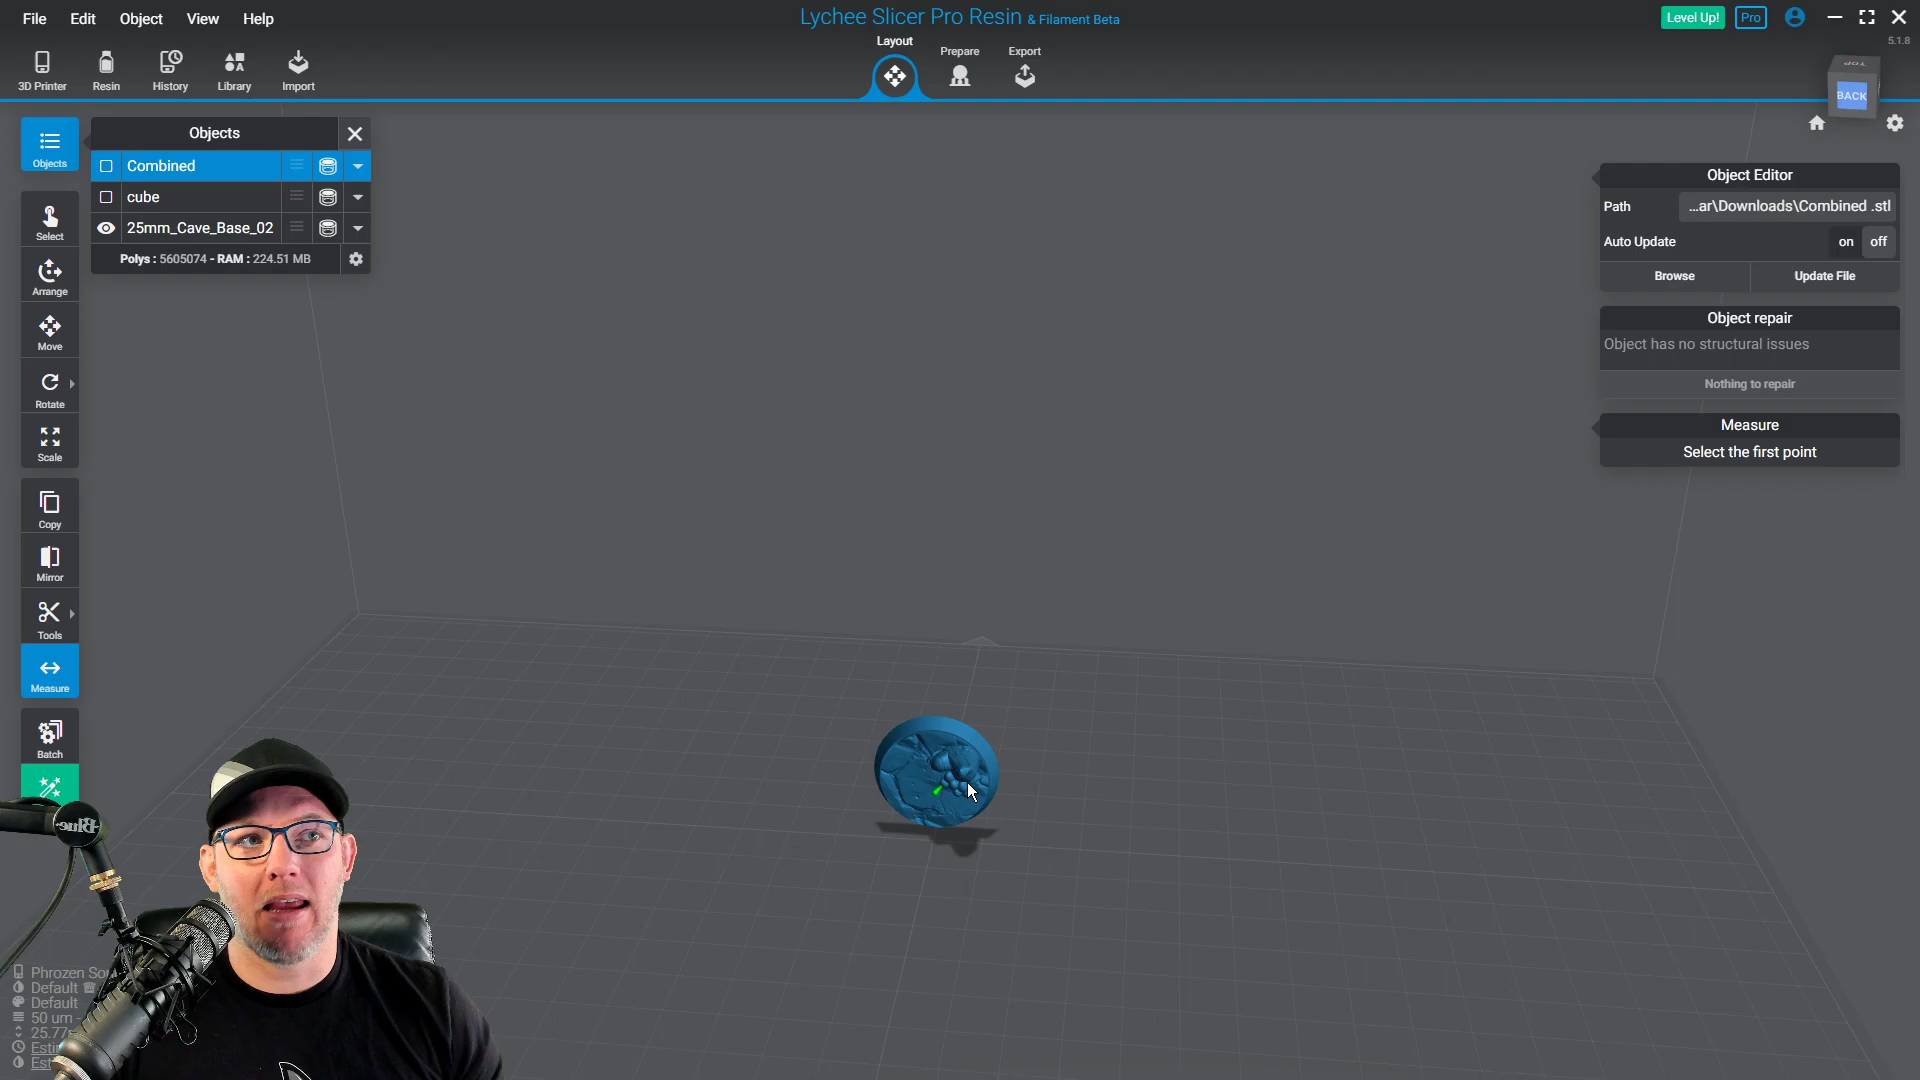 File Edit Object View Help
Lychee Slicer Pro Resin & Filament Beta
Level Up! Pro
5.1.8
3D Printer Resin History Library Import
Layout Prepare Export
TOP
BACK
Objects
Objects
Combined
cube
25mm_Cave_Base_02
Polys : 5605074 - RAM : 224.51 MB
Select
Arrange
Move
Rotate
Scale
Copy
Mirror
Tools
Measure
Batch
Object Editor
Path ...ar\Downloads\Combined .stl
Auto Update on off
Browse Update File
Object repair
Object has no structural issues
Nothing to repair
Measure
Select the first point
Blue
Phrozen
Default
Default
50 um -